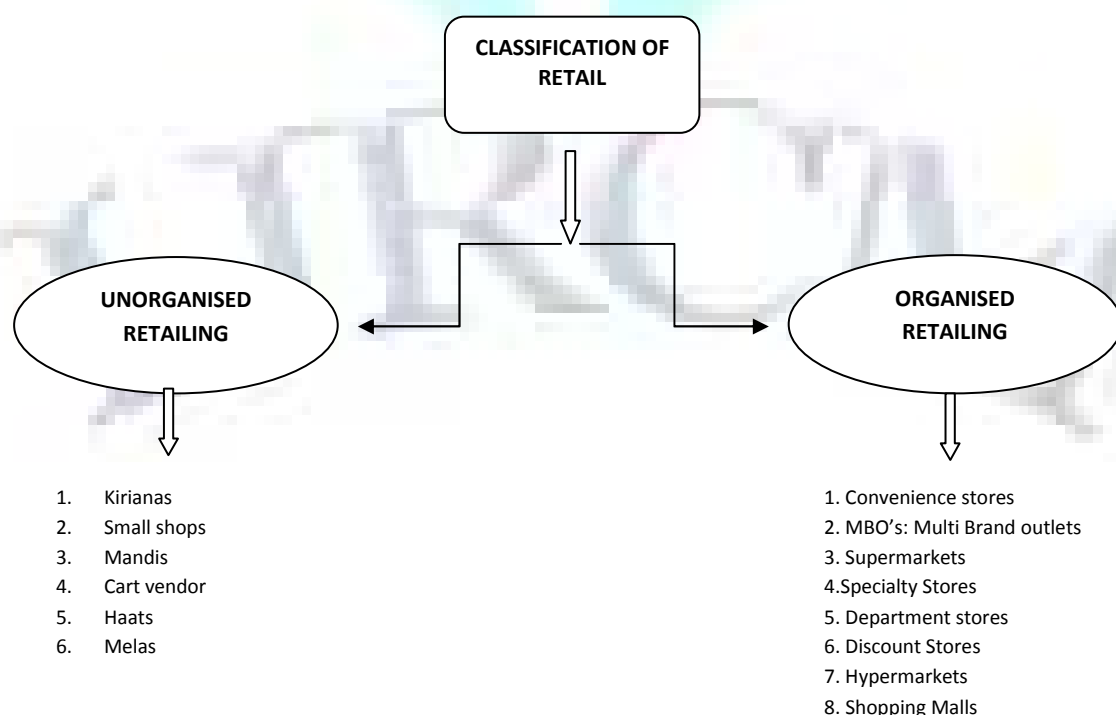 CLASSIFICATION OF
RETAIL
UNORGANISED
RETAILING
ORGANISED
RETAILING
1. Kirianas
2. Small shops
3. Mandis
4. Cart vendor
5. Haats
6. Melas
1. Convenience stores
2. MBO’s: Multi Brand outlets
3. Supermarkets
4.Specialty Stores
5. Department stores
6. Discount Stores
7. Hypermarkets
8. Shopping Malls